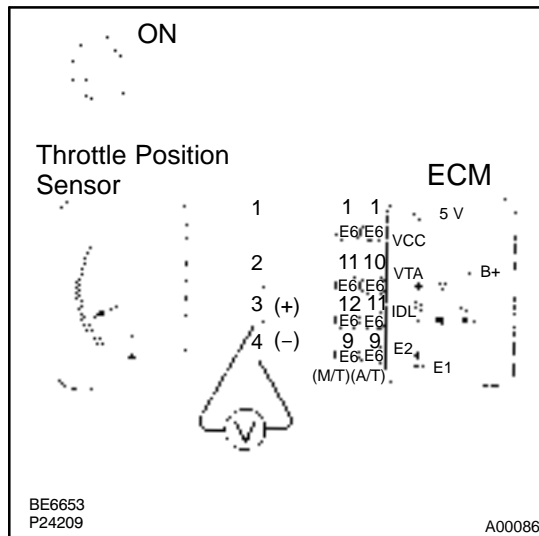 ON
Throttle Position
Sensor
ECM
1 1 1 5 V
E6 E6 VCC
2 11 10 VTA B+
E6 E6
3 (+) 12 11 IDL
E6 E6
4 (−) 9 9 E2
E6 E6 E1
(M/T)(A/T)
V
BE6653
P24209
A00086